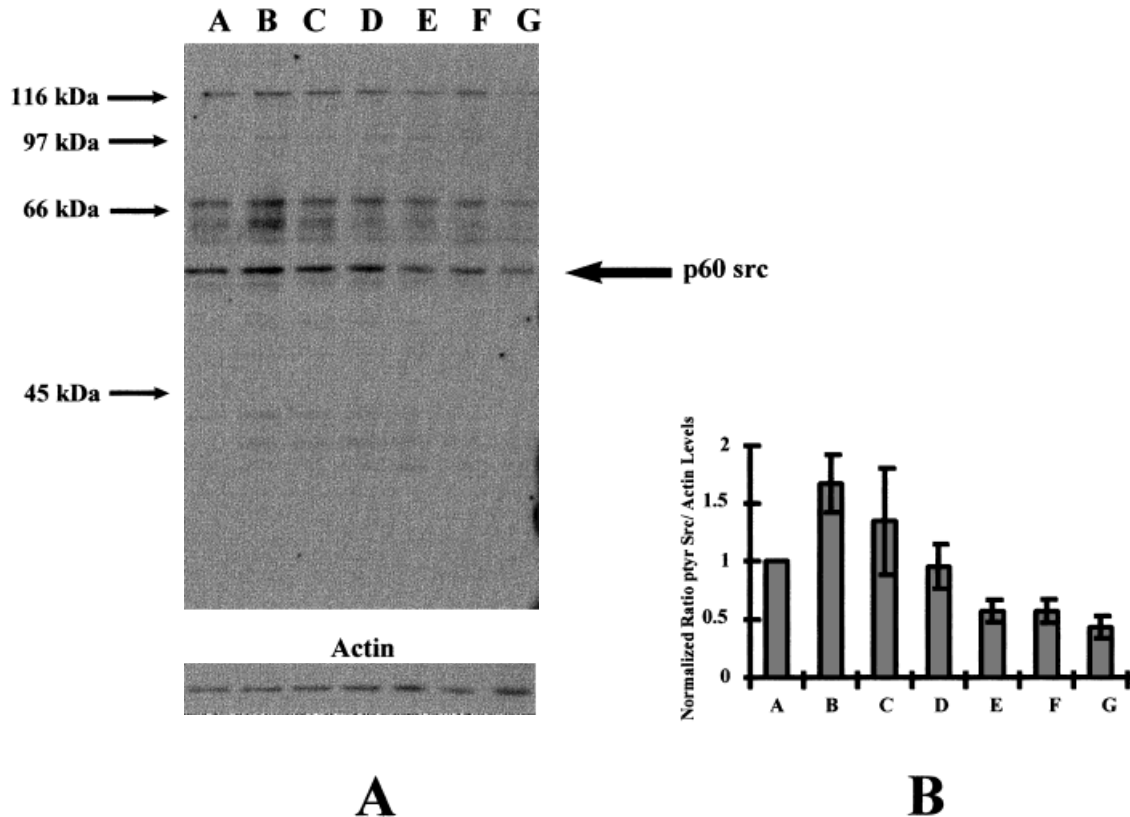 A B C D E F G
116 kDa
97 kDa
66 kDa
p60 src
45 kDa
Actin
A
Normalized Ratio ptyr Src/ Actin Levels
2
1.5
1
0.5
0
A B C D E F G
B